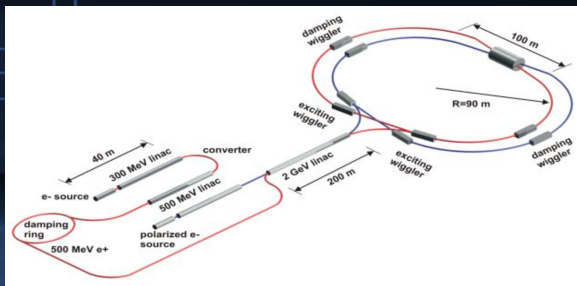 damping
wiggler
100 m
R=90 m
exciting wiggler
damping
wiggler
exciting
wiggler
2 GeV linac
200 m
40 m
converter
300 MeV linac
e- source
500 MeV linac
polarized e-
source
damping
ring
500 MeV e+